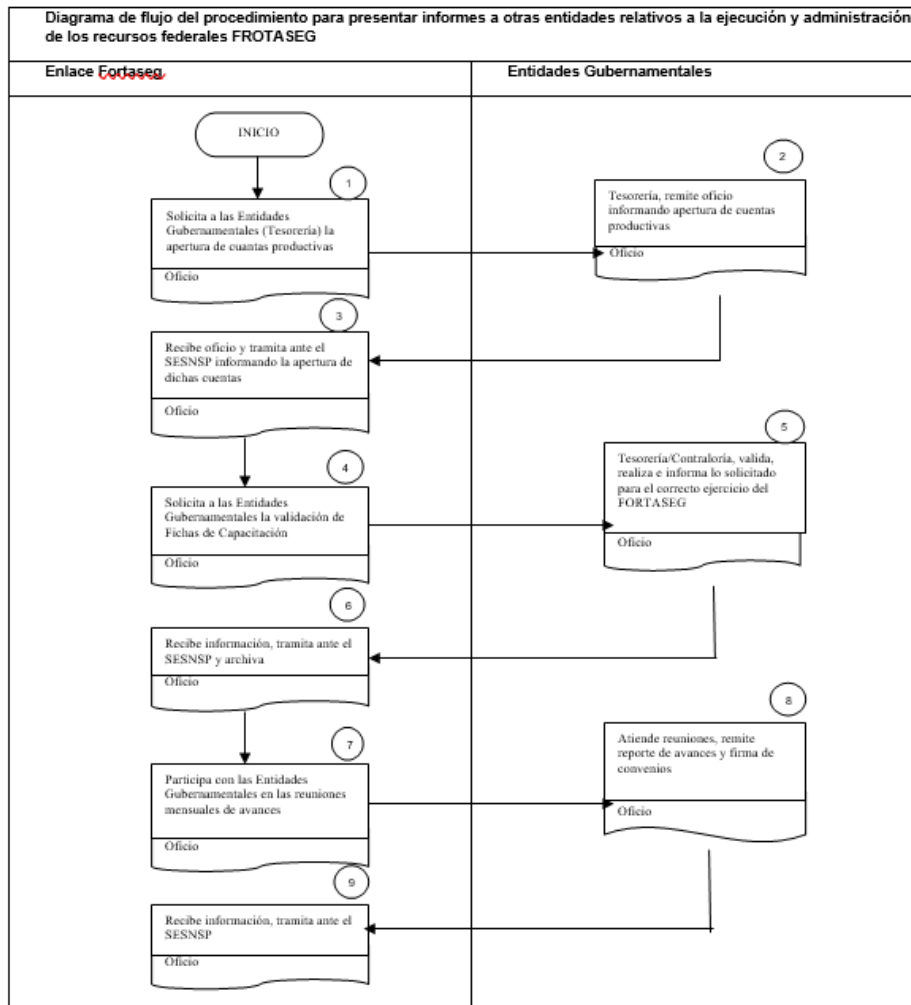 Diagrama de flujo del procedimiento para presentar informes a otras entidades relativos a la ejecución y administración
de los recursos federales FROTASEG
Enlace Fortaseg
Entidades Gubernamentales
INICIO
1
Solicita a las Entidades
Gubernamentales (Tesorería) la
apertura de cuantas productivas
Oficio
2
Tesorería, remite oficio
informando apertura de cuentas
productivas
Oficio
3
Recibe oficio y tramita ante el
SESNSP informando la apertura de
dichas cuentas
Oficio
4
Solicita a las Entidades
Gubernamentales la validación de
Fichas de Capacitación
Oficio
5
Tesorería/Contraloría, valida,
realiza e informa lo solicitado
para el correcto ejercicio del
FORTASEG
Oficio
6
Recibe información, tramita ante el
SESNSP y archiva
Oficio
7
Participa con las Entidades
Gubernamentales en las reuniones
mensuales de avances
Oficio
8
Atiende reuniones, remite
reporte de avances y firma de
convenios
Oficio
9
Recibe información, tramita ante el
SESNSP
Oficio